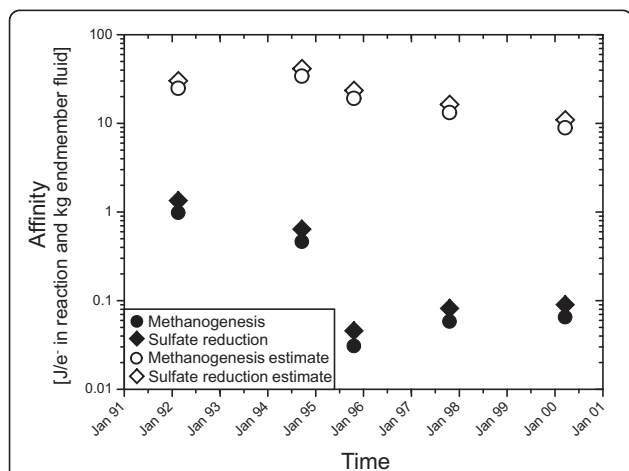 100
10
1
0.1
0.01
Affinity
[J/e⁻ in reaction and kg endmember fluid]
Methanogenesis
Sulfate reduction
Methanogenesis estimate
Sulfate reduction estimate
Jan 91
Jan 92
Jan 93
Jan 94
Jan 95
Jan 96
Jan 97
Jan 98
Jan 99
Jan 00
Jan 01
Time